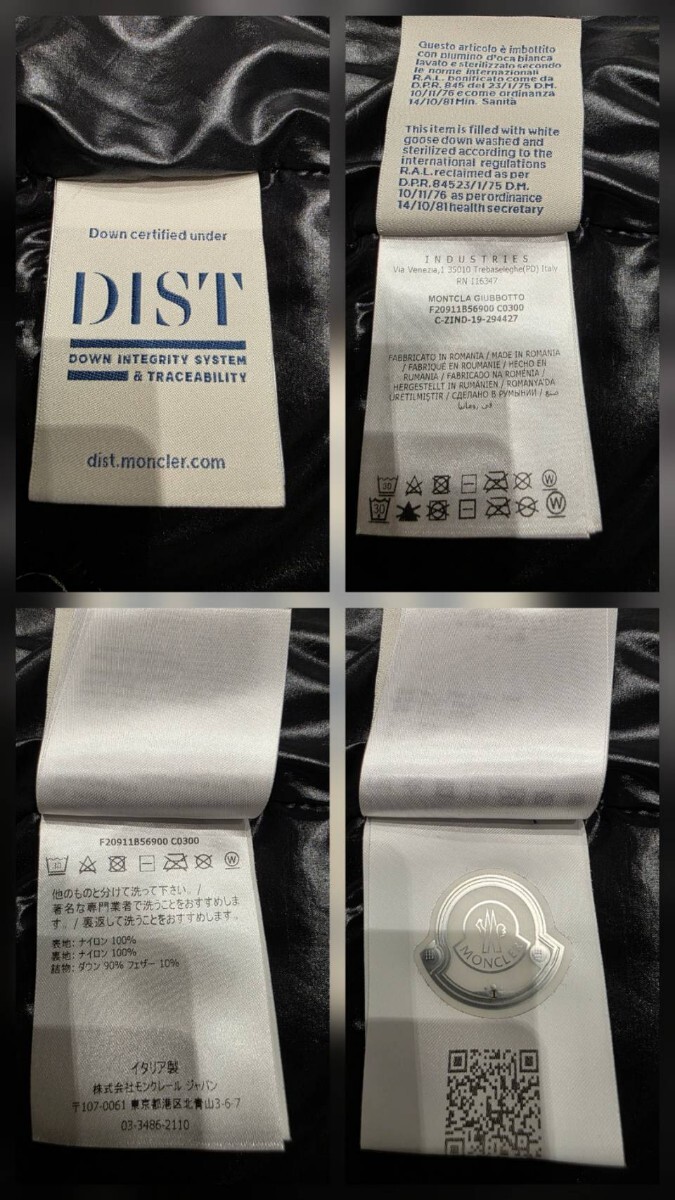 Down certified under
DIST
DOWN INTEGRITY SYSTEM
& TRACEABILITY
dist.moncler.com
Questo articolo è imbottito
con piumino d'oca bianca
lavato e sterilizzato secondo
le norme internazionali
R.A.L. bonificato come da
D.P.R. 845 del 23/1/75 D.M.
10/11/76 e come ordinanza
14/10/81 Min. Sanità
This item is filled with white
goose down washed and
sterilized according to the
international regulations
R.A.L. reclaimed as per
D.P.R. 84523/1/75 D.M.
10/11/76 as per ordinance
14/10/81 health secretary
INDUSTRIES
Via Venezia,1 35010 Trebaseleghe(PD) Italy
RN 116347
MONTCLA GIUBBOTTO
F20911B56900 C0300
C-ZIND-19-294427
FABBRICATO IN ROMANIA / MADE IN ROMANIA
/ FABRIQUÉ EN ROUMANIE / HECHO EN
RUMANIA / FABRICADO NA ROMÉNIA /
HERGESTELLT IN RUMÄNIEN / ROMANYA'DA
ÜRETİLMİŞTİR / СДЕЛАНО В РУМЫНИИ / صنع
في رومانيا
30 W
30 W
F20911B56900 C0300
30 W
他のものと分けて洗って下さい。/
著名な専門業者で洗うことをおすすめしま
す。/ 裏返して洗うことをおすすめします。
表地: ナイロン 100%
裏地: ナイロン 100%
詰物: ダウン 90% フェザー 10%
イタリア製
株式会社モンクレール ジャパン
〒107-0061 東京都港区北青山3-6-7
03-3486-2110
MONCLER